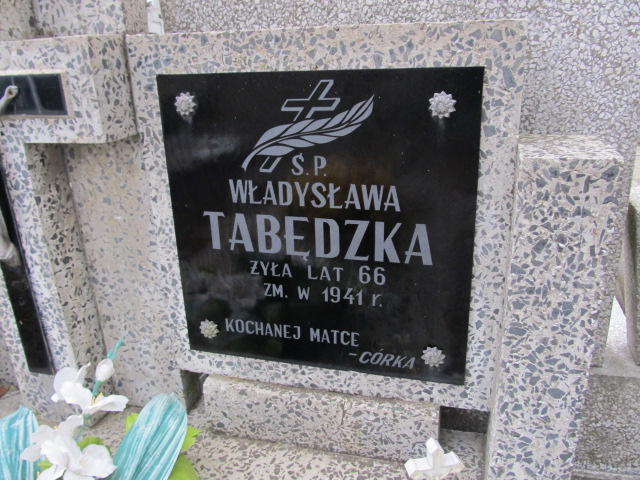 Ś.P.
WŁADYSŁAWA
TABĘDZKA
ŻYŁA LAT 66
ZM. W 1941 r.
KOCHANEJ MATCE
-CÓRKA